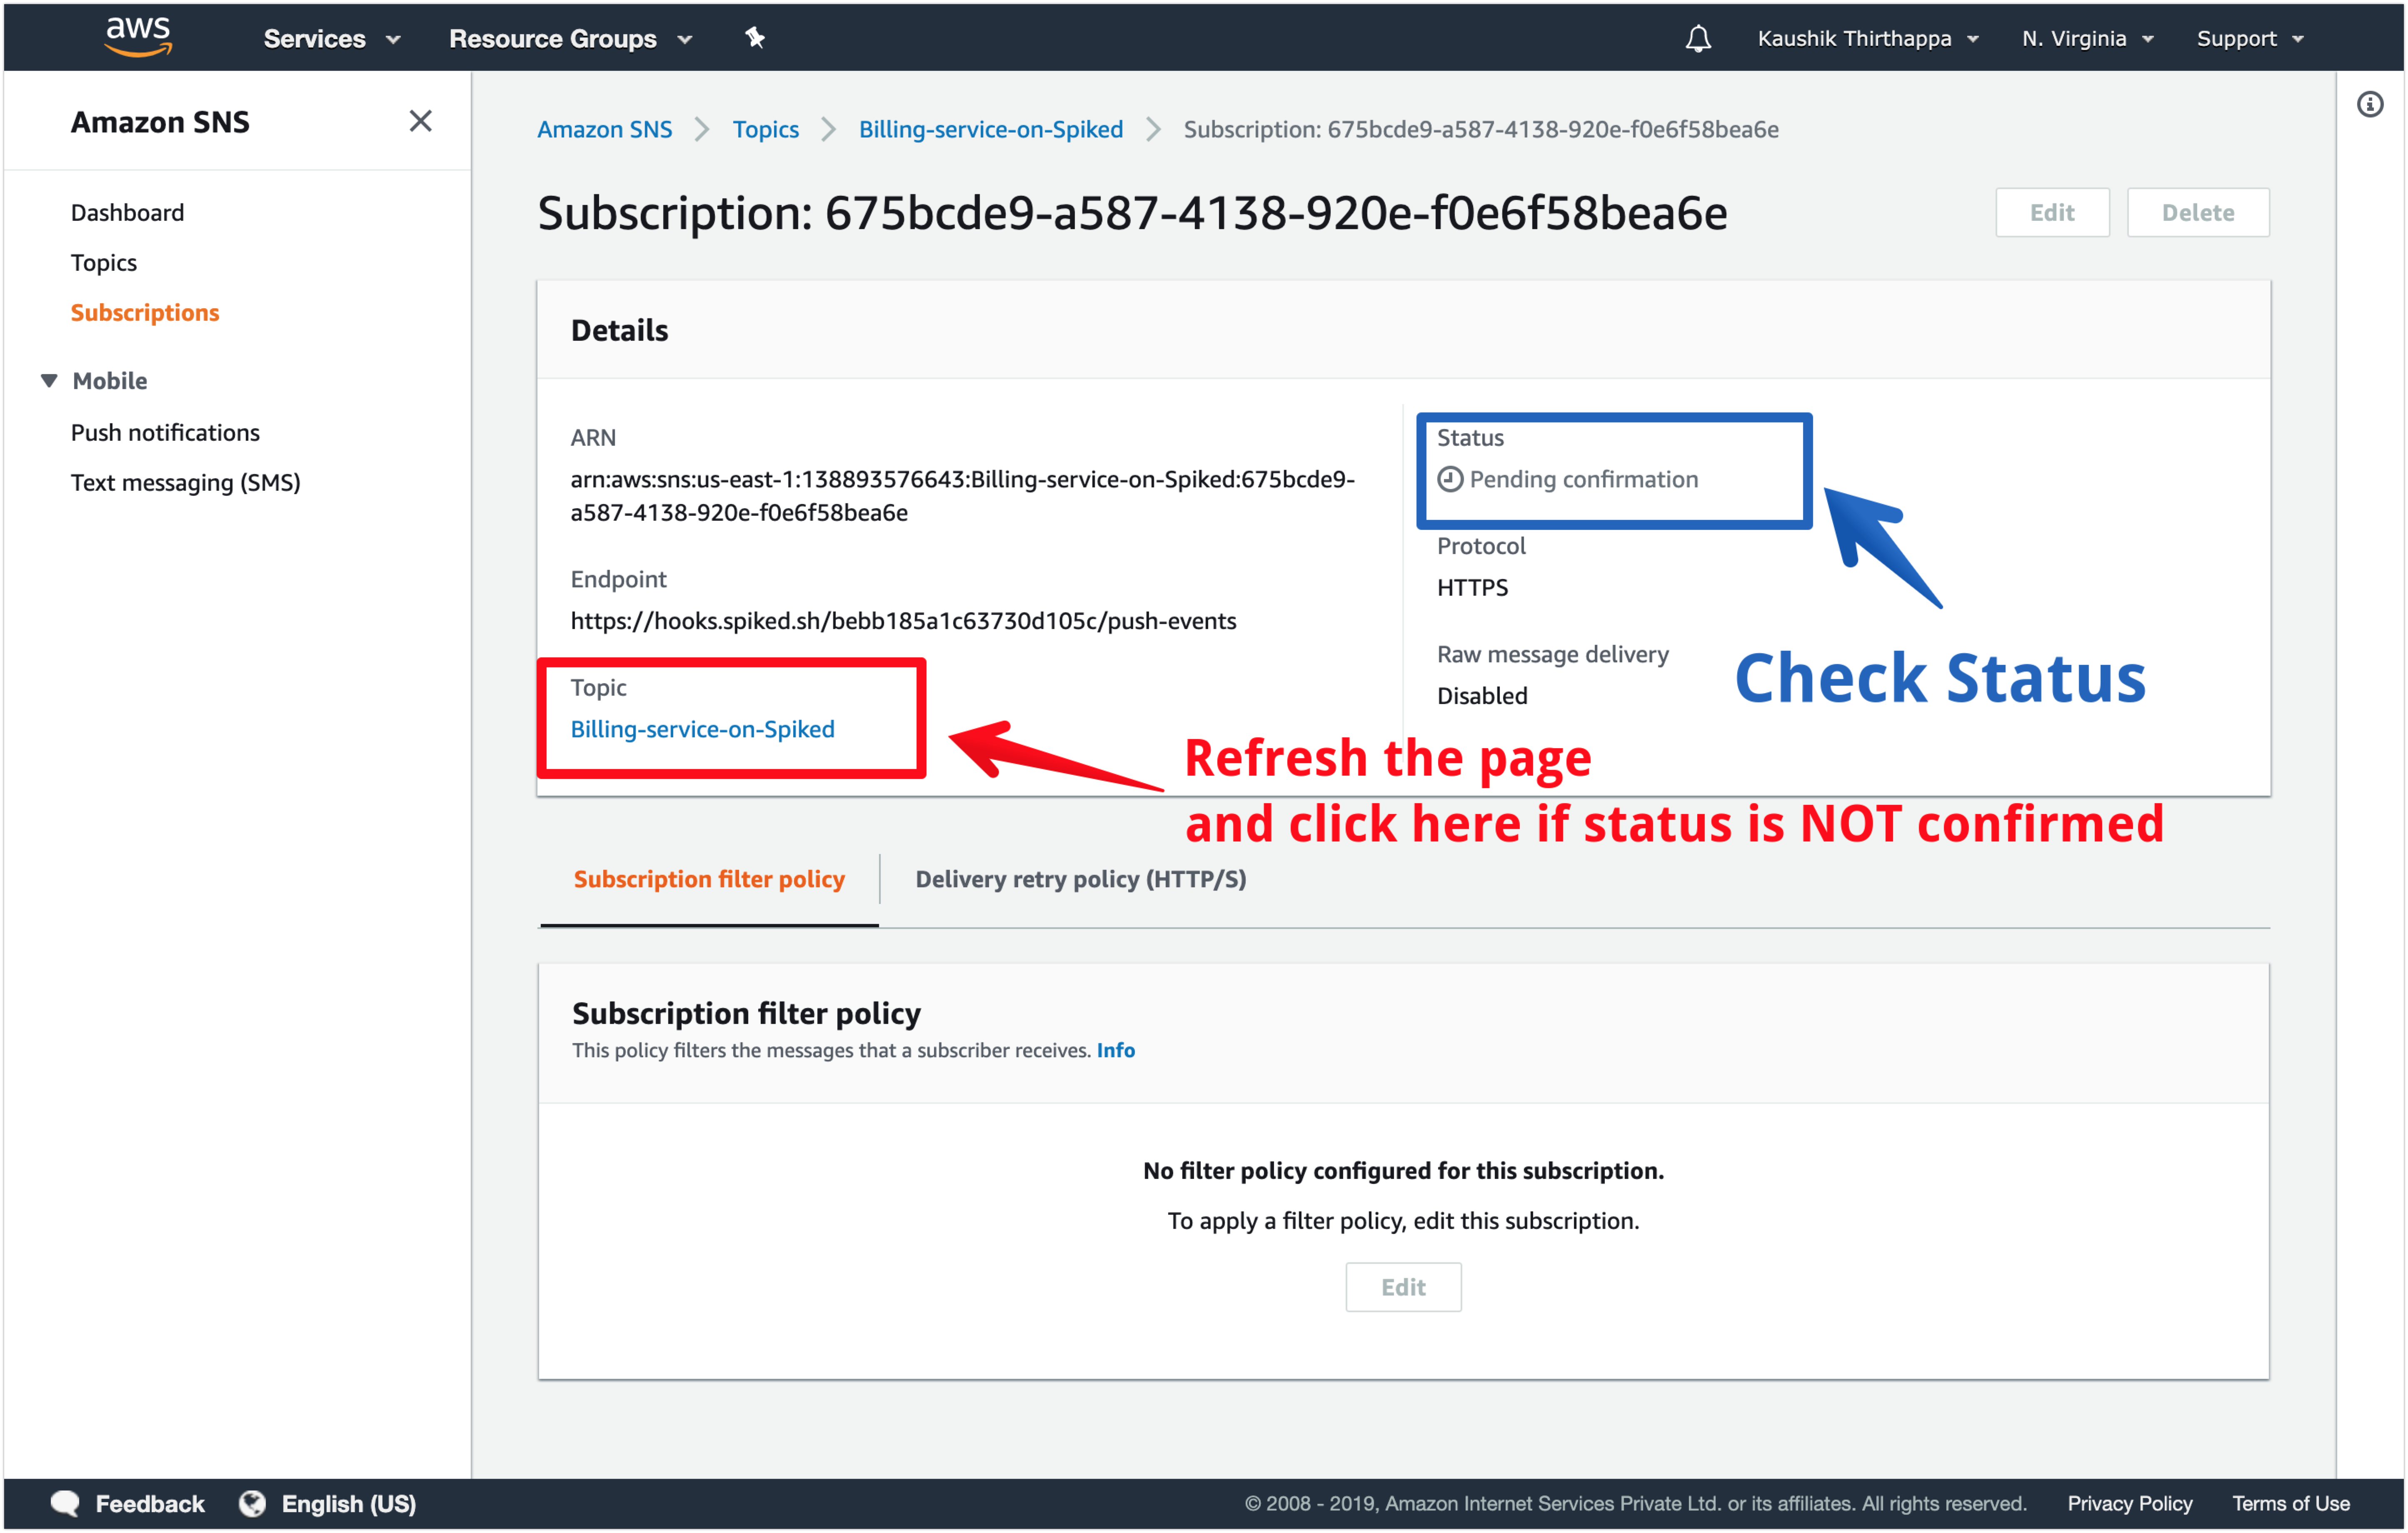 aws Services Resource Groups Kaushik Thirthappa N. Virginia Support
Amazon SNS
Dashboard
Topics
Subscriptions
Mobile
Push notifications
Text messaging (SMS)
Amazon SNS Topics Billing-service-on-Spiked Subscription: 675bcde9-a587-4138-920e-f0e6f58bea6e
Subscription: 675bcde9-a587-4138-920e-f0e6f58bea6e
Edit Delete
Details
ARN
arn:aws:sns:us-east-1:138893576643:Billing-service-on-Spiked:675bcde9-
a587-4138-920e-f0e6f58bea6e
Endpoint
https://hooks.spiked.sh/bebb185a1c63730d105c/push-events
Topic
Billing-service-on-Spiked
Status
Pending confirmation
Protocol
HTTPS
Raw message delivery
Disabled
Check Status
Refresh the page
and click here if status is NOT confirmed
Subscription filter policy Delivery retry policy (HTTP/S)
Subscription filter policy
This policy filters the messages that a subscriber receives. Info
No filter policy configured for this subscription.
To apply a filter policy, edit this subscription.
Edit
Feedback English (US) © 2008 - 2019, Amazon Internet Services Private Ltd. or its affiliates. All rights reserved. Privacy Policy Terms of Use